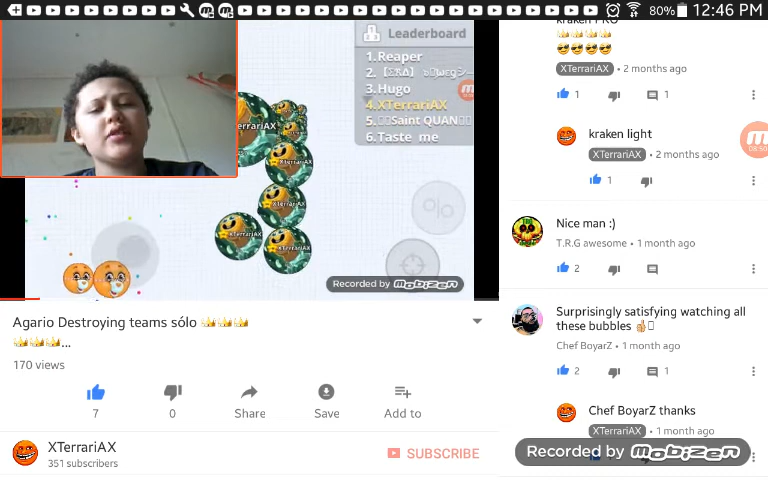 80% 12:46 PM
Leaderboard
1.Reaper
3.Hugo
4.XTerrariAX
5. Saint QUAN
6.Taste me
XTerrariAX
XTerrariAX
XTerrariAX
XTerrariAX
Recorded by Mobizen
Agario Destroying teams sólo 👑👑👑
👑👑👑...
170 views
7
0
Share
Save
Add to
XTerrariAX
351 subscribers
SUBSCRIBE
kraken PRO
👑👑👑👑
😎😎😎😎
XTerrariAX • 2 months ago
1
1
kraken light
XTerrariAX • 2 months ago
1
Nice man :)
T.R.G awesome • 1 month ago
2
Surprisingly satisfying watching all
these bubbles 👍
Chef BoyarZ • 1 month ago
2
1
Chef BoyarZ thanks
XTerrariAX • 1 month ago
Recorded by Mobizen